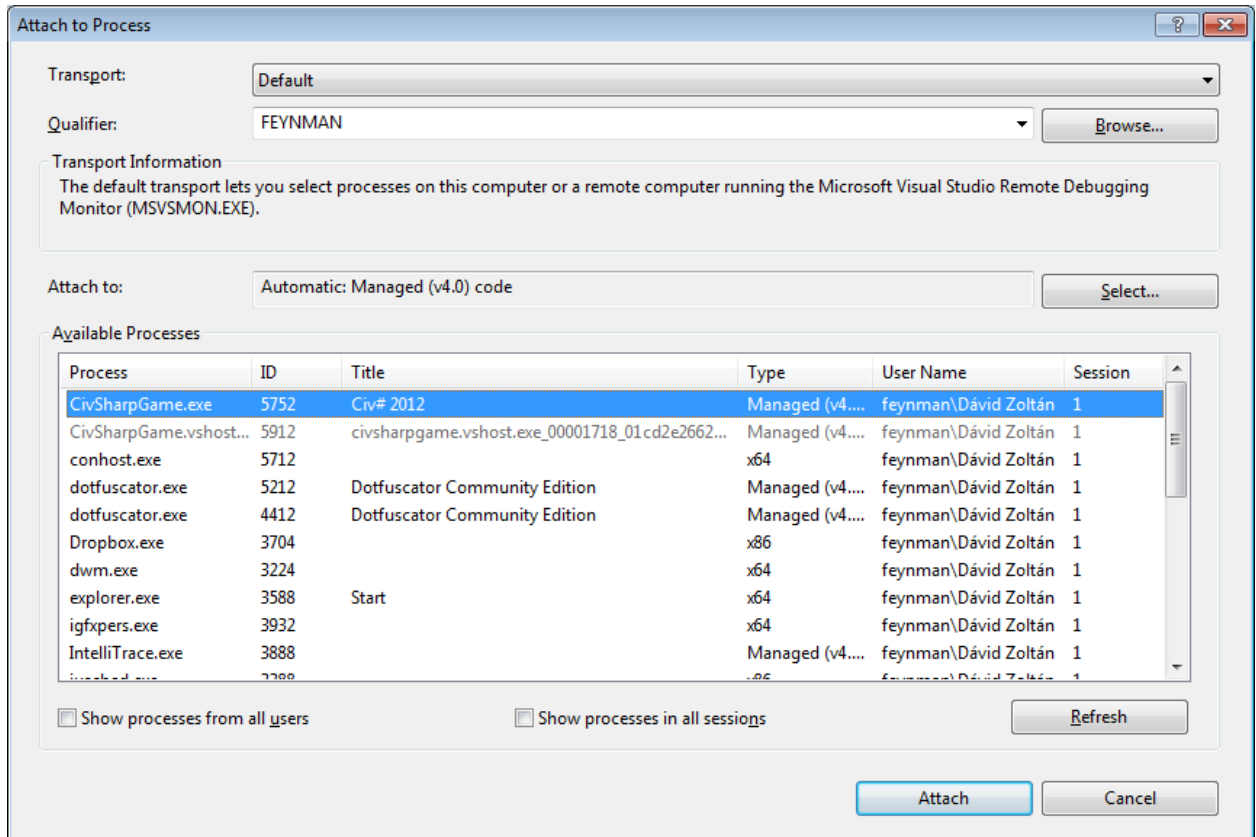 Attach to Process
Transport: Default
Qualifier: FEYNMAN Browse...
Transport Information
The default transport lets you select processes on this computer or a remote computer running the Microsoft Visual Studio Remote Debugging
Monitor (MSVSMON.EXE).
Attach to: Automatic: Managed (v4.0) code Select...
Available Processes
Process ID Title Type User Name Session
CivSharpGame.exe 5752 Civ# 2012 Managed (v4.... feynman\Dávid Zoltán 1
CivSharpGame.vshost... 5912 civsharpgame.vshost.exe_00001718_01cd2e2662... Managed (v4.... feynman\Dávid Zoltán 1
conhost.exe 5712 x64 feynman\Dávid Zoltán 1
dotfuscator.exe 5212 Dotfuscator Community Edition Managed (v4.... feynman\Dávid Zoltán 1
dotfuscator.exe 4412 Dotfuscator Community Edition Managed (v4.... feynman\Dávid Zoltán 1
Dropbox.exe 3704 x86 feynman\Dávid Zoltán 1
dwm.exe 3224 x64 feynman\Dávid Zoltán 1
explorer.exe 3588 Start x64 feynman\Dávid Zoltán 1
igfxpers.exe 3932 x64 feynman\Dávid Zoltán 1
IntelliTrace.exe 3888 Managed (v4.... feynman\Dávid Zoltán 1
Show processes from all users Show processes in all sessions Refresh
Attach Cancel